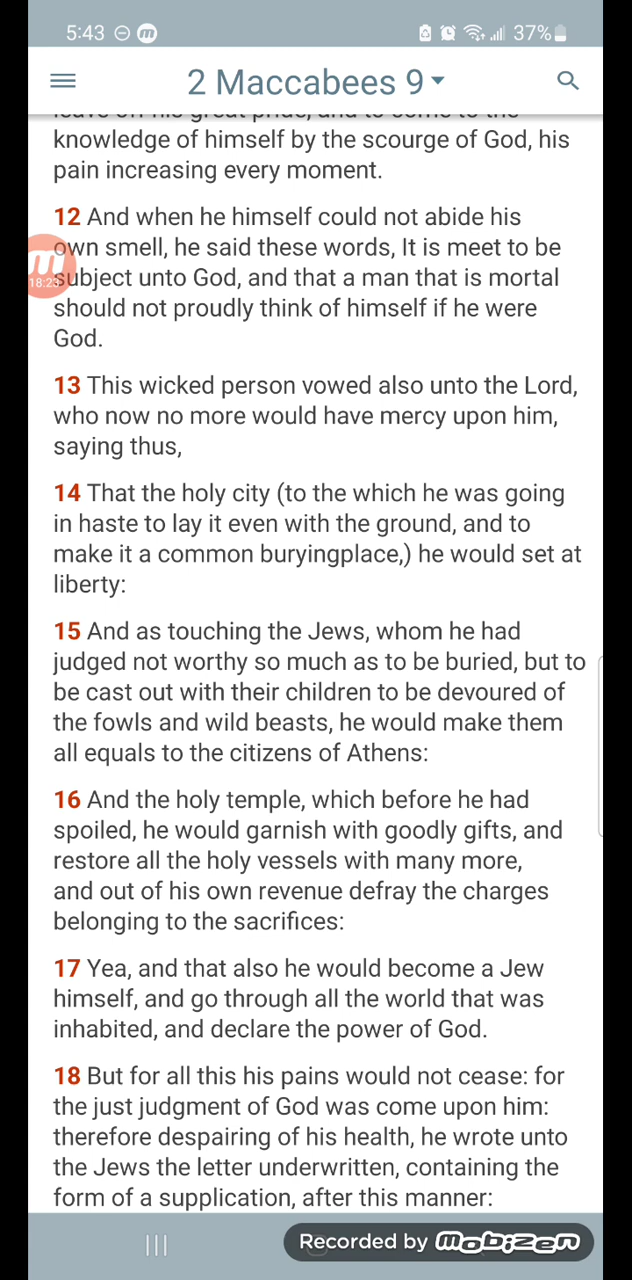 5:43
37%
2 Maccabees 9
leave off his great pride, and to come to the
knowledge of himself by the scourge of God, his
pain increasing every moment.
12 And when he himself could not abide his
own smell, he said these words, It is meet to be
subject unto God, and that a man that is mortal
should not proudly think of himself if he were
God.
13 This wicked person vowed also unto the Lord,
who now no more would have mercy upon him,
saying thus,
14 That the holy city (to the which he was going
in haste to lay it even with the ground, and to
make it a common buryingplace,) he would set at
liberty:
15 And as touching the Jews, whom he had
judged not worthy so much as to be buried, but to
be cast out with their children to be devoured of
the fowls and wild beasts, he would make them
all equals to the citizens of Athens:
16 And the holy temple, which before he had
spoiled, he would garnish with goodly gifts, and
restore all the holy vessels with many more,
and out of his own revenue defray the charges
belonging to the sacrifices:
17 Yea, and that also he would become a Jew
himself, and go through all the world that was
inhabited, and declare the power of God.
18 But for all this his pains would not cease: for
the just judgment of God was come upon him:
therefore despairing of his health, he wrote unto
the Jews the letter underwritten, containing the
form of a supplication, after this manner:
Recorded by mobizen